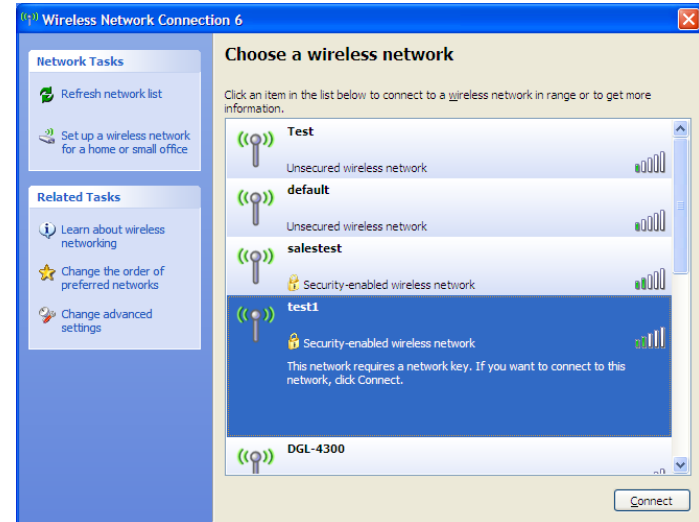 Wireless Network Connection 6
Network Tasks
Refresh network list
Set up a wireless network
for a home or small office
Related Tasks
Learn about wireless
networking
Change the order of
preferred networks
Change advanced
settings
Choose a wireless network
Click an item in the list below to connect to a wireless network in range or to get more
information.
Test
Unsecured wireless network
default
Unsecured wireless network
salestest
Security-enabled wireless network
test1
Security-enabled wireless network
This network requires a network key. If you want to connect to this
network, click Connect.
DGL-4300
Connect